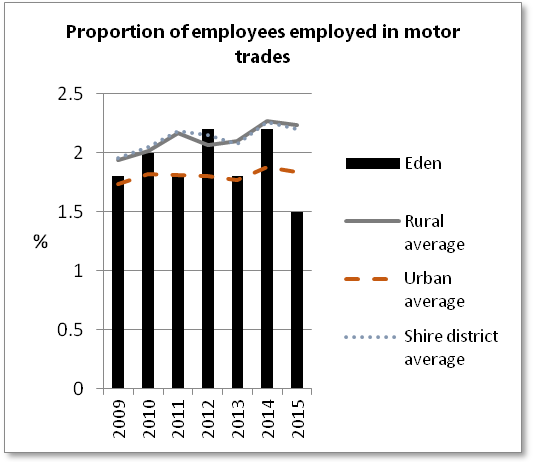 Proportion of employees employed in motor
trades
2.5
2
1.5
1
0.5
0
%
2009
2010
2011
2012
2013
2014
2015
Eden
Rural
average
Urban
average
Shire district
average